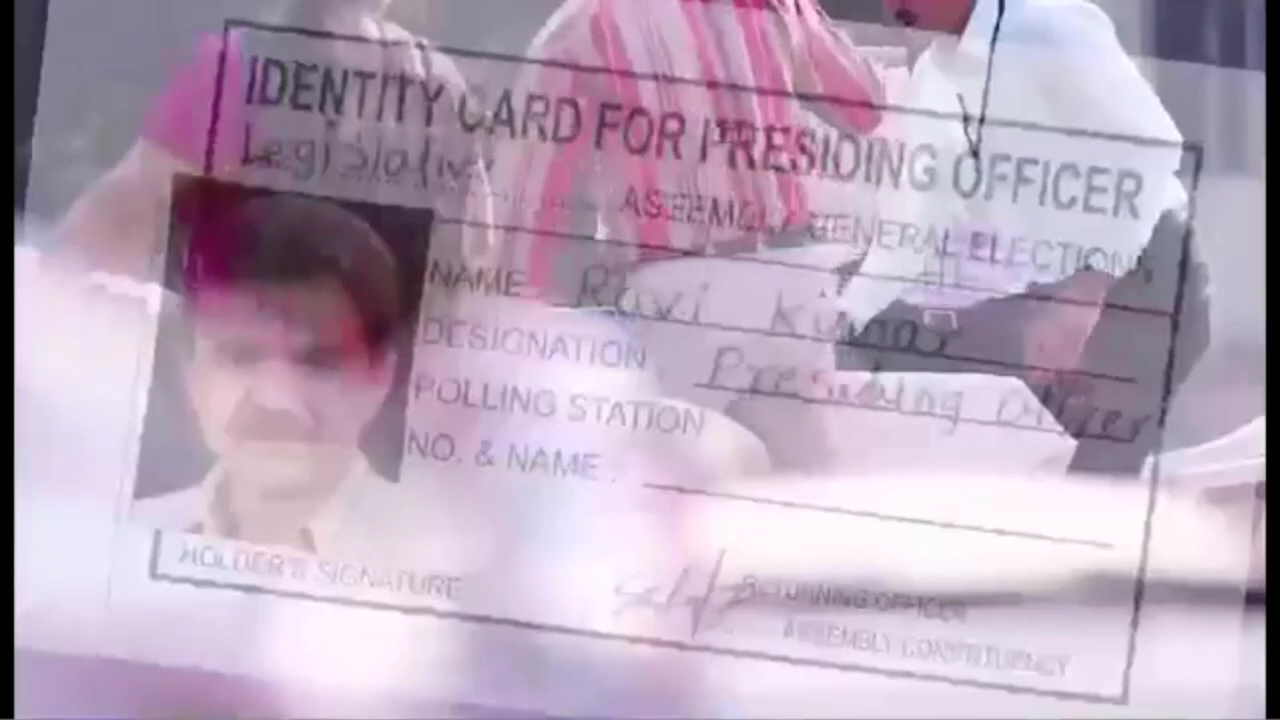 IDENTITY CARD FOR PRESIDING OFFICER
Legislative
ASSEMBLY GENERAL ELECTION
NAME Ravi Kumar
DESIGNATION Presiding Officer
POLLING STATION
NO. & NAME :
HOLDER'S SIGNATURE
Sd/-
RETURNING OFFICER
ASSEMBLY CONSTITUENCY